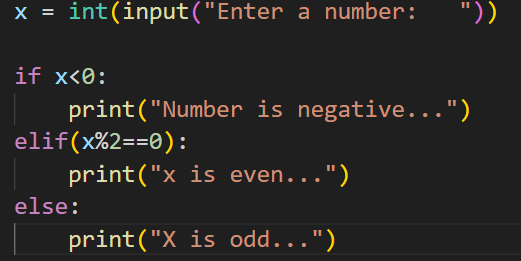 x = int(input("Enter a number:   "))
if x<0:
    print("Number is negative...")
elif(x%2==0):
    print("x is even...")
else:
    print("X is odd...")